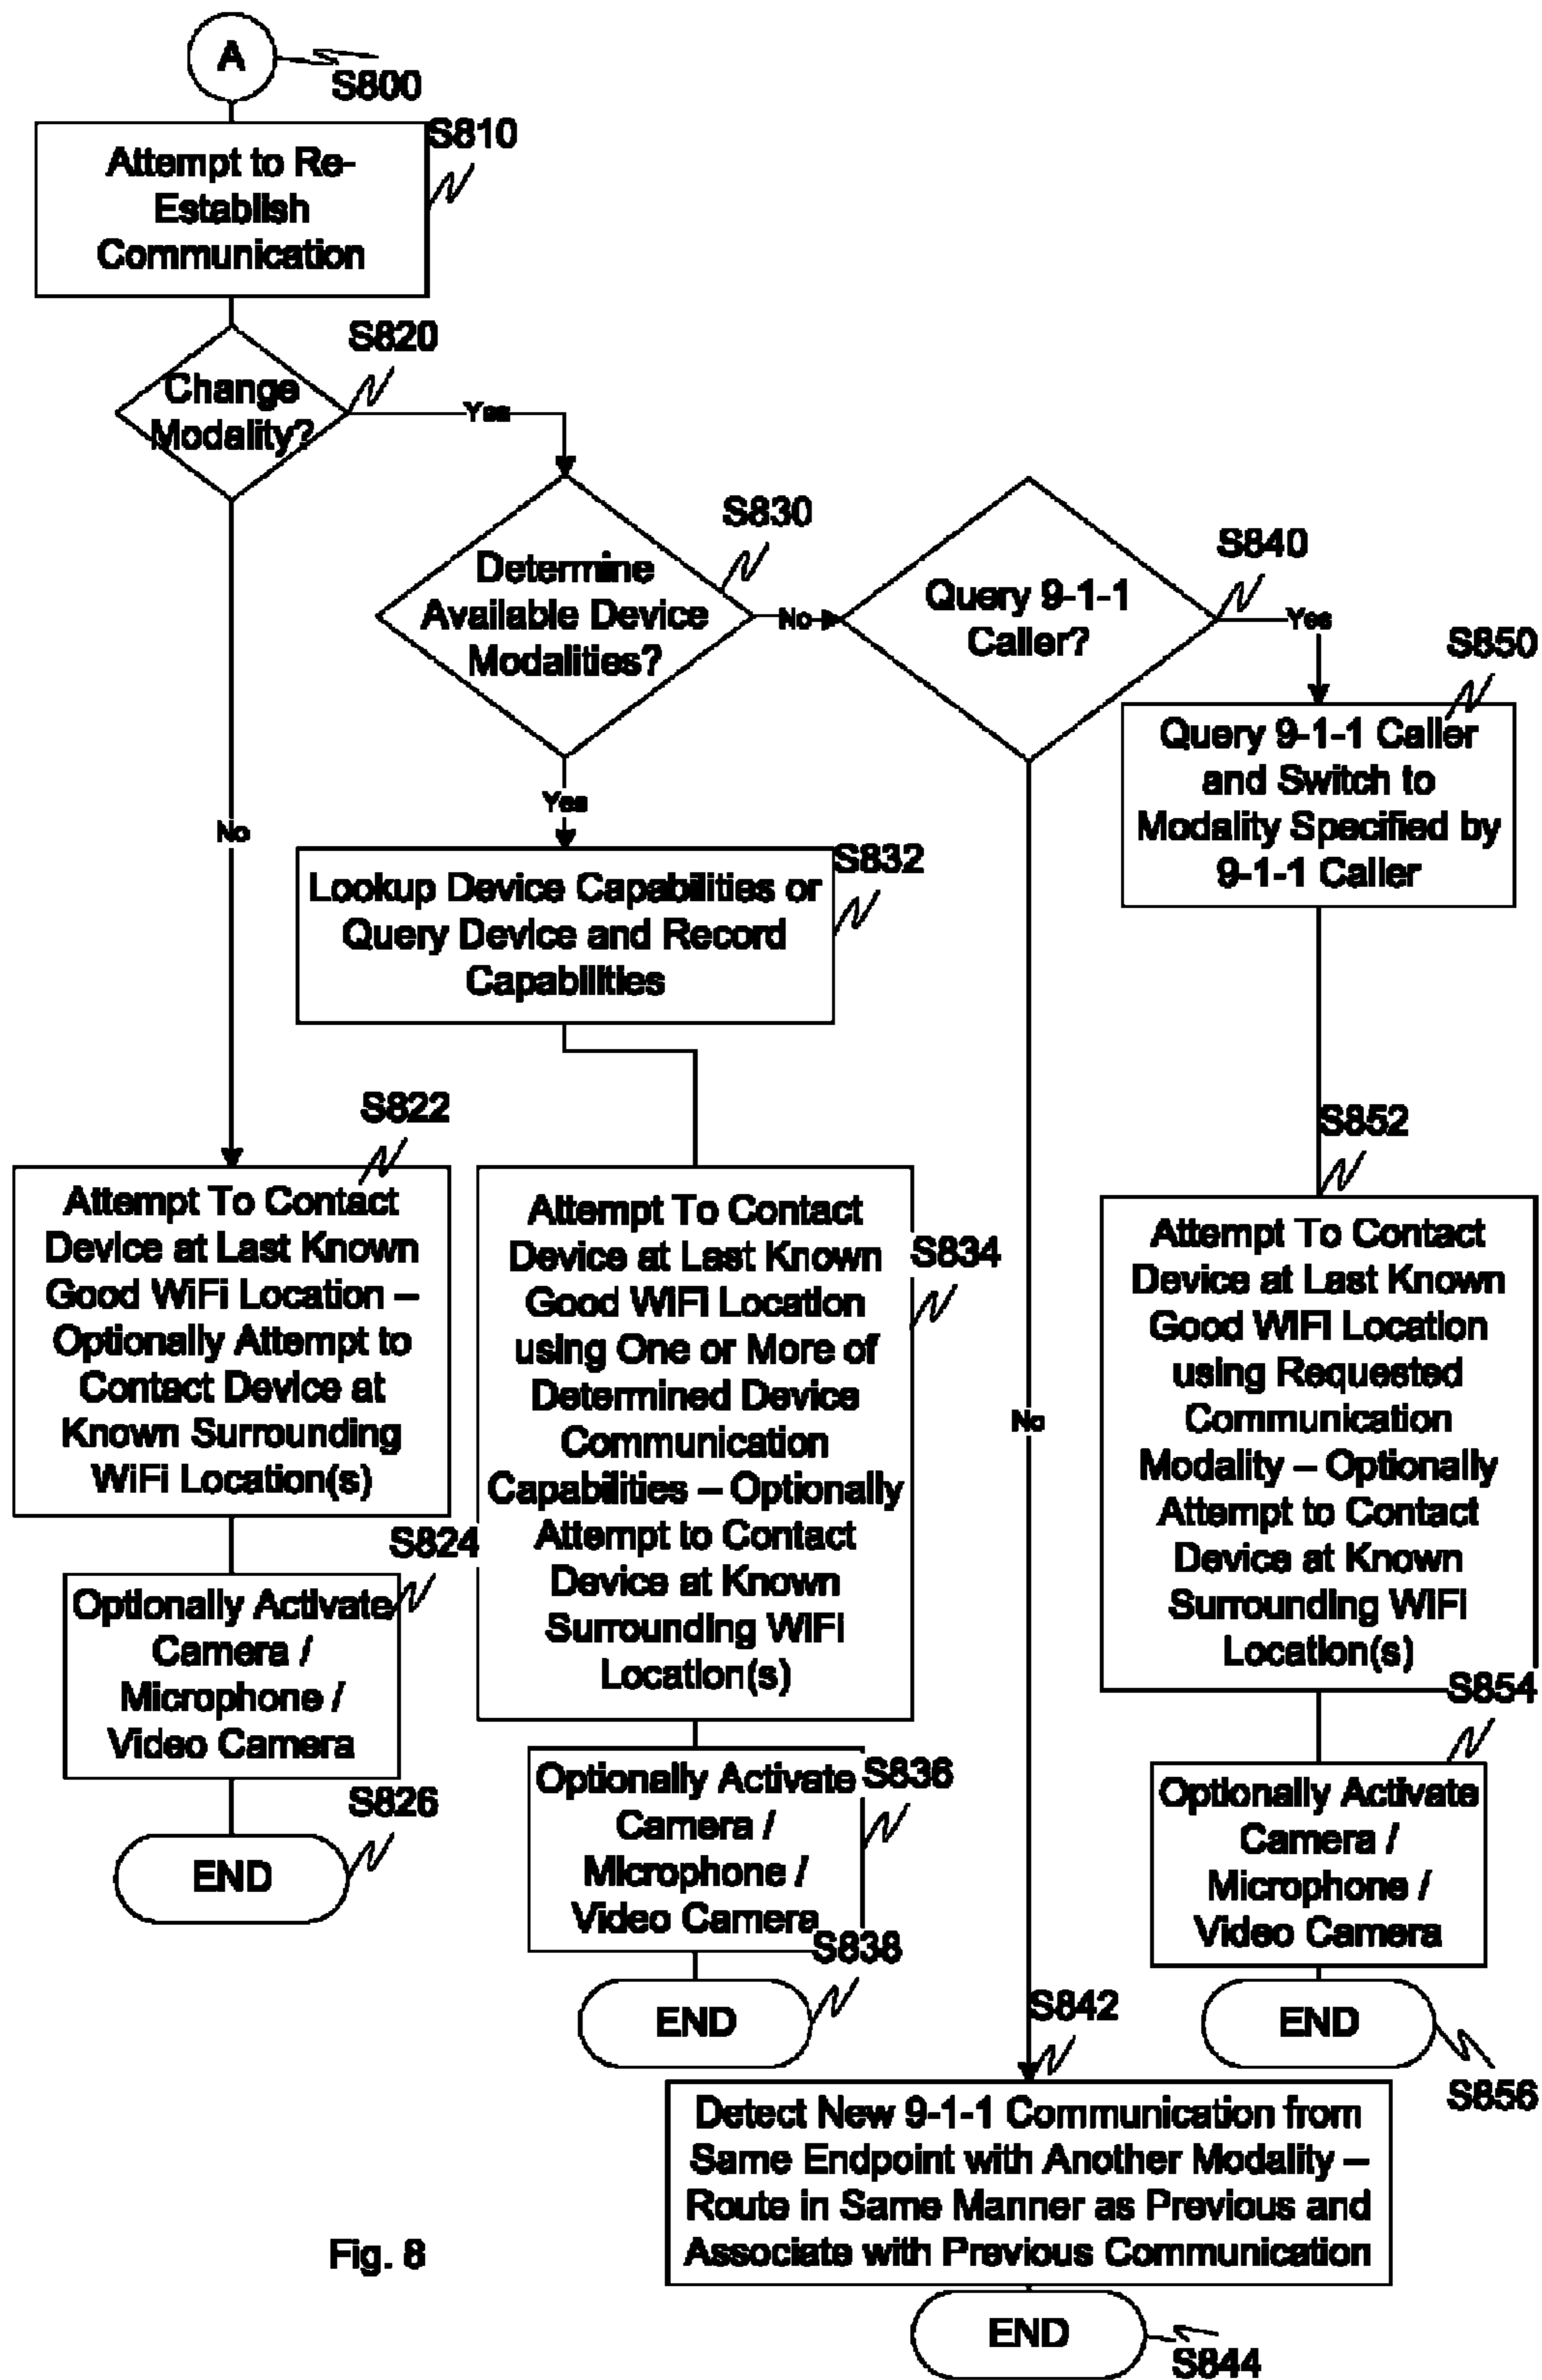 A
S800
S810
Attempt to Re-
Establish
Communication
S820
Change
Modality?
Yes
S830
Determine
Available Device
Modalities?
No
S840
Query 9-1-1
Caller?
Yes
S850
Query 9-1-1 Caller
and Switch to
Modality Specified by
9-1-1 Caller
No
Yes
S832
Lookup Device Capabilities or
Query Device and Record
Capabilities
S822
Attempt To Contact
Device at Last Known
Good WiFi Location –
Optionally Attempt to
Contact Device at
Known Surrounding
WiFi Location(s)
S834
Attempt To Contact
Device at Last Known
Good WiFi Location
using One or More of
Determined Device
Communication
Capabilities – Optionally
Attempt to Contact
Device at Known
Surrounding WiFi
Location(s)
No
S852
Attempt To Contact
Device at Last Known
Good WiFi Location
using Requested
Communication
Modality – Optionally
Attempt to Contact
Device at Known
Surrounding WiFi
Location(s)
S824
Optionally Activate
Camera /
Microphone /
Video Camera
S826
END
S836
Optionally Activate
Camera /
Microphone /
Video Camera
S838
END
S854
Optionally Activate
Camera /
Microphone /
Video Camera
END
S856
S842
Detect New 9-1-1 Communication from
Same Endpoint with Another Modality –
Route in Same Manner as Previous and
Associate with Previous Communication
END
S844
Fig. 8